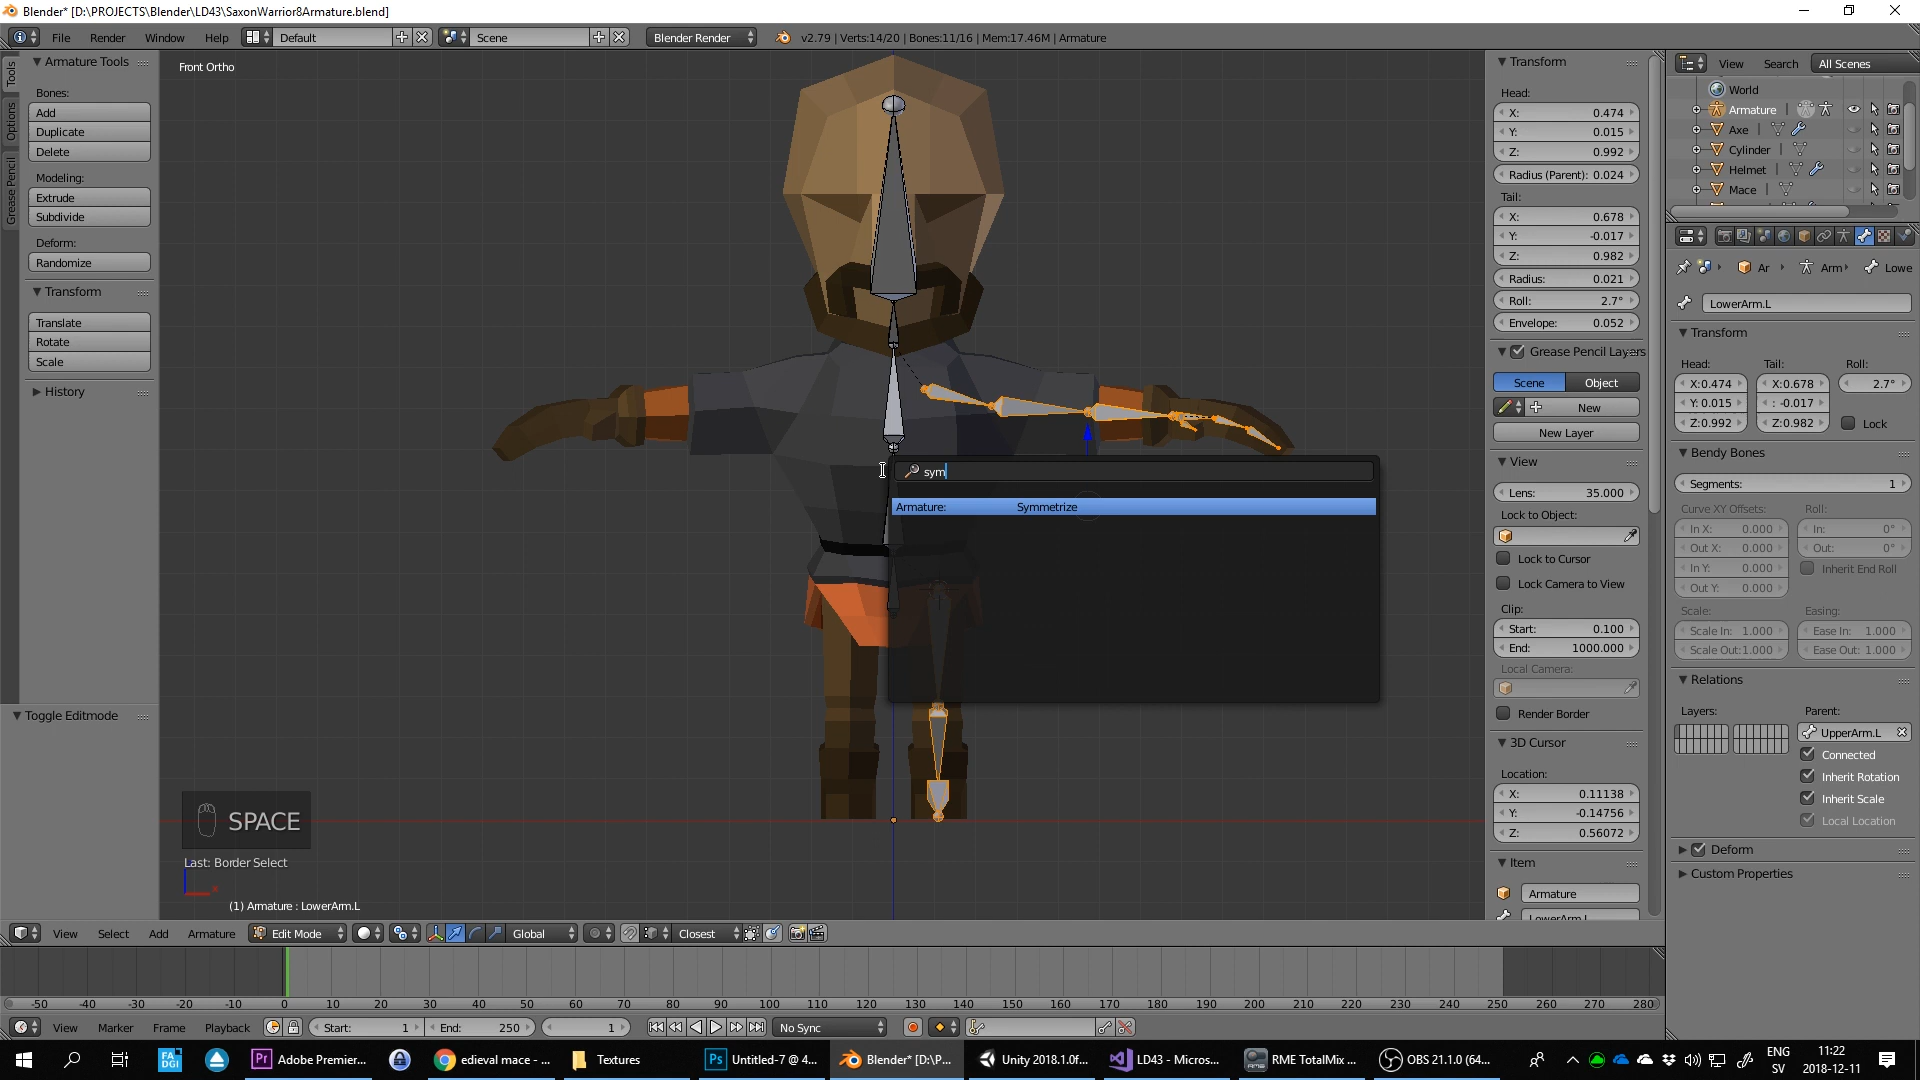 Blender* [D:\PROJECTS\Blender\LD43\SaxonWarrior8Armature.blend]
File Render Window Help Default Scene Blender Render v2.79 | Verts:14/20 | Bones:11/16 | Mem:17.46M | Armature
Tools
Options
Grease Pencil
Armature Tools
Bones:
Add
Duplicate
Delete
Modeling:
Extrude
Subdivide
Deform:
Randomize
Transform
Translate
Rotate
Scale
History
Toggle Editmode
Front Ortho
sym
Armature: Symmetrize
SPACE
Last: Border Select
(1) Armature : LowerArm.L
Transform
Head:
X: 0.474
Y: 0.015
Z: 0.992
Radius (Parent): 0.024
Tail:
X: 0.678
Y: -0.017
Z: 0.982
Radius: 0.021
Roll: 2.7°
Envelope: 0.052
Grease Pencil Layers
Scene Object
New
New Layer
View
Lens: 35.000
Lock to Object:
Lock to Cursor
Lock Camera to View
Clip:
Start: 0.100
End: 1000.000
Local Camera:
Render Border
3D Cursor
Location:
X: 0.11138
Y: -0.14756
Z: 0.56072
Item
Armature
LowerArm.L
View Search All Scenes
World
Armature
Axe
Cylinder
Helmet
Mace
Ar Arm Lowe
LowerArm.L
Transform
Head: Tail: Roll:
X:0.474 X:0.678 2.7°
Y: 0.015 : -0.017 Lock
Z:0.992 Z:0.982
Bendy Bones
Segments: 1
Curve XY Offsets: Roll:
In X: 0.000 In: 0°
Out X: 0.000 Out: 0°
In Y: 0.000 Inherit End Roll
Out Y: 0.000
Scale: Easing:
Scale In: 1.000 Ease In: 1.000
Scale Out:1.000 Ease Out: 1.000
Relations
Layers: Parent:
UpperArm.L
Connected
Inherit Rotation
Inherit Scale
Local Location
Deform
Custom Properties
View Select Add Armature Edit Mode Global Closest
-50 -40 -30 -20 -10 0 10 20 30 40 50 60 70 80 90 100 110 120 130 140 150 160 170 180 190 200 210 220 230 240 250 260 270 280
View Marker Frame Playback Start: 1 End: 250 1 No Sync
FA
DGI
Pr Adobe Premier... edieval mace - ... Textures Ps Untitled-7 @ 4... Blender* [D:\P... Unity 2018.1.0f... LD43 - Micros... RME TotalMix ... OBS 21.1.0 (64...
ENG
SV
11:22
2018-12-11